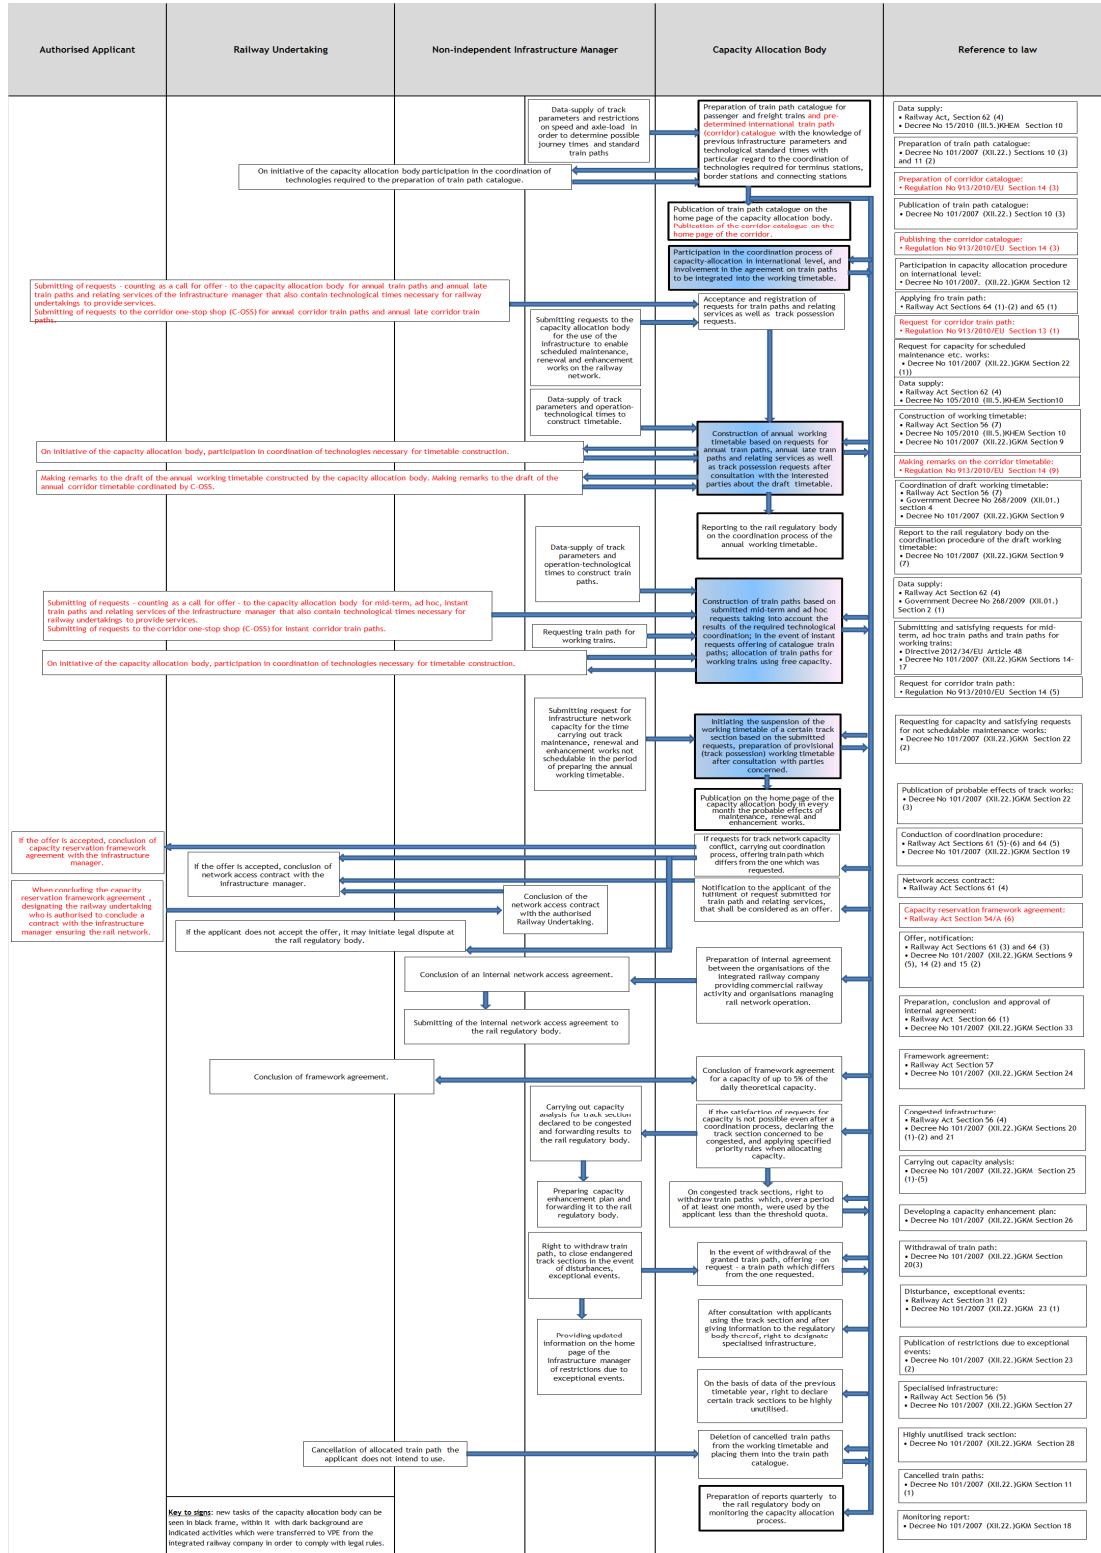 Authorised Applicant
Railway Undertaking
Non-independent Infrastructure Manager
Capacity Allocation Body
Reference to law
Data-supply of track
parameters and restrictions
on speed and axle-load in
order to determine possible
journey times and standard
train paths
Preparation of train path catalogue for
passenger and freight trains and pre-
determined international train path
(corridor) catalogue with the knowledge of
previous infrastructure parameters and
technological standard times with
particular regard to the coordination of
technologies required for terminus stations,
border stations and connecting stations
Data supply:
• Railway Act, Section 62 (4)
• Decree No 15/2010 (III.5.)KHEM Section 10
Preparation of train path catalogue:
• Decree No 101/2007 (XII.22.) Sections 10 (3)
and 11 (2)
On initiative of the capacity allocation body participation in the coordination of
technologies required to the preparation of train path catalogue.
Preparation of corridor catalogue:
• Regulation No 913/2010/EU Section 14 (3)
Publication of train path catalogue on the
home page of the capacity allocation body.
Publication of the corridor catalogue on the
home page of the corridor.
Publication of train path catalogue:
• Decree No 101/2007 (XII.22.) Section 10 (3)
Publishing the corridor catalogue:
• Regulation No 913/2010/EU Section 14 (3)
Participation in the coordination process of
capacity-allocation in international level, and
involvement in the agreement on train paths
to be integrated into the working timetable.
Participation in capacity allocation procedure
on international level:
• Decree No 101/2007. (XII.22.)GKM Section 12
Submitting of requests - counting as a call for offer - to the capacity allocation body for annual train paths and annual late
train paths and relating services of the infrastructure manager that also contain technological times necessary for railway
undertakings to provide services.
Submitting of requests to the corridor one-stop shop (C-OSS) for annual corridor train paths and annual late corridor train
paths.
Acceptance and registration of
requests for train paths and relating
services as well as track possession
requests.
Applying fro train path:
• Railway Act Sections 64 (1)-(2) and 65 (1)
Submitting requests to the
capacity allocation body
for the use of the
infrastructure to enable
scheduled maintenance,
renewal and enhancement
works on the railway
network.
Request for corridor train path:
• Regulation No 913/2010/EU Section 13 (1)
Request for capacity for scheduled
maintenance etc. works:
• Decree No 101/2007 (XII.22.)GKM Section 22
(1))
Data-supply of track
parameters and operation-
technological times to
construct timetable.
Data supply:
• Railway Act Section 62 (4)
• Decree No 105/2010 (III.5.)KHEM Section10
Construction of annual working
timetable based on requests for
annual train paths, annual late train
paths and relating services as well
as track possession requests after
consultation with the interested
parties about the draft timetable.
Construction of working timetable:
• Railway Act Section 56 (7)
• Decree No 105/2010 (III.5.)KHEM Section 10
• Decree No 101/2007 (XII.22.)GKM Section 9
On initiative of the capacity allocation body, participation in coordination of technologies necessary for timetable construction.
Making remarks on the corridor timetable:
• Regulation No 913/2010/EU Section 14 (9)
Making remarks to the draft of the annual working timetable constructed by the capacity allocation body. Making remarks to the draft of the
annual corridor timetable cordinated by C-OSS.
Coordination of draft working timetable:
• Railway Act Section 56 (7)
• Government Decree No 268/2009 (XII.01.)
section 4
• Decree No 101/2007 (XII.22.)GKM Section 9
Reporting to the rail regulatory body
on the coordination process of the
annual working timetable.
Report to the rail regulatory body on the
coordination procedure of the draft working
timetable:
• Decree No 101/2007 (XII.22.)GKM Section 9
(7)
Data-supply of track
parameters and
operation-technological
times to construct train
paths.
Submitting of requests - counting as a call for offer - to the capacity allocation body for mid-term, ad hoc, instant
train paths and relating services of the infrastructure manager that also contain technological times necessary for
railway undertakings to provide services.
Submitting of requests to the corridor one-stop shop (C-OSS) for instant corridor train paths.
Construction of train paths based on
submitted mid-term and ad hoc
requests taking into account the
results of the required technological
coordination; in the event of instant
requests offering of catalogue train
paths; allocation of train paths for
working trains using free capacity.
Data supply:
• Railway Act Section 62 (4)
• Government Decree No 268/2009 (XII.01.)
Section 2 (1)
Requesting train path for
working trains.
Submitting and satisfying requests for mid-
term, ad hoc train paths and train paths for
working trains:
• Directive 2012/34/EU Article 48
• Decree No 101/2007 (XII.22.)GKM Sections 14-
17
On initiative of the capacity allocation body, participation in coordination of technologies necessary for timetable construction.
Request for corridor train path:
• Regulation No 913/2010/EU Section 14 (5)
Submitting request for
infrastructure network
capacity for the time
carrying out track
maintenance, renewal and
enhancement works not
schedulable in the period
of preparing the annual
working timetable.
Initiating the suspension of the
working timetable of a certain track
section based on the submitted
requests, preparation of provisional
(track possession) working timetable
after consultation with parties
concerned.
Requesting for capacity and satisfying requests
for not schedulable maintenance:
• Decree No 101/2007 (XII.22.)GKM Section 22
(2)
Publication on the home page of the
capacity allocation body in every
month the probable effects of
maintenance, renewal and
enhancement works.
Publication of probable effects of track works:
• Decree No 101/2007 (XII.22.)GKM Section 22
(3)
If the offer is accepted, conclusion of
capacity reservation framework
agreement with the infrastructure
manager.
If requests for track network capacity
conflict, carrying out coordination
process, offering train path which
differs from the one which was
requested.
Conduction of coordination procedure:
• Railway Act Sections 61 (5)-(6) and 64 (5)
• Decree No 101/2007 (XII.22.)GKM Section 19
If the offer is accepted, conclusion of
network access contract with the
infrastructure manager.
When concluding the capacity
reservation framework agreement ,
designating the railway undertaking
who is authorised to conclude a
contract with the infrastructure
manager ensuring the rail network.
Conclusion of the
network access contract
with the authorised
Railway Undertaking.
Notification to the applicant of the
fulfilment of request submitted for
train path and relating services,
that shall be considered as an offer.
Network access contract:
• Railway Act Sections 61 (4)
Capacity reservation framework agreement:
• Railway Act Section 54/A (6)
If the applicant does not accept the offer, it may initiate legal dispute at
the rail regulatory body.
Offer, notification:
• Railway Act Sections 61 (3) and 64 (3)
• Decree No 101/2007 (XII.22.)GKM Sections 9
(5), 14 (2) and 15 (2)
Conclusion of an internal network access agreement.
Preparation of internal agreement
between the organisations of the
integrated railway company
providing commercial railway
activity and organisations managing
rail network operation.
Submitting of the internal network access agreement to
the rail regulatory body.
Preparation, conclusion and approval of
internal agreement:
• Railway Act Section 66 (1)
• Decree No 101/2007 (XII.22.)GKM Section 33
Conclusion of framework agreement.
Conclusion of framework agreement
for a capacity of up to 5% of the
daily theoretical capacity.
Framework agreement:
• Railway Act Section 57
• Decree No 101/2007 (XII.22.)GKM Section 24
Carrying out capacity
analysis for track section
declared to be congested
and forwarding results to
the rail regulatory body.
If the satisfaction of requests for
capacity is not possible even after a
coordination process, declaring the
track section concerned to be
congested, and applying specified
priority rules when allocating
capacity.
Congested infrastructure:
• Railway Act Section 56 (4)
• Decree No 101/2007 (XII.22.)GKM Sections 20
(1)-(2) and 21
Carrying out capacity analysis:
• Decree No 101/2007 (XII.22.)GKM Section 25
(1)-(5)
Preparing capacity
enhancement plan and
forwarding it to the rail
regulatory body.
On congested track sections, right to
withdraw train paths which, over a period
of at least one month, were used by the
applicant less than the threshold quota.
Developing a capacity enhancement plan:
• Decree No 101/2007 (XII.22.)GKM Section 26
Right to withdraw train
path, to close endangered
track sections in the event
of disturbances,
exceptional events.
In the event of withdrawal of the
granted train path, offering - on
request - a train path which differs
from the one requested.
Withdrawal of train path:
• Decree No 101/2007 (XII.22.)GKM Section
20(3)
Disturbance, exceptional events:
• Railway Act Section 31 (2)
• Decree No 101/2007 (XII.22.)GKM 23 (1)
Providing updated
information on the home
page of the
infrastructure manager
of restrictions due to
exceptional events.
After consultation with applicants
using the track section and after
giving information to the regulatory
body thereof, right to designate
specialised infrastructure.
Publication of restrictions due to exceptional
events:
• Decree No 101/2007 (XII.22.)GKM Section 23
(2)
On the basis of data of the previous
timetable year, right to declare
certain track sections to be highly
unutilised.
Specialised infrastructure:
• Railway Act Section 56 (5)
• Decree No 101/2007 (XII.22.)GKM Section 27
Cancellation of allocated train path the
applicant does not intend to use.
Deletion of cancelled train paths
from the working timetable and
placing them into the train path
catalogue.
Highly unutilised track section:
• Decree No 101/2007 (XII.22.)GKM Section 28
Cancelled train paths:
• Decree No 101/2007 (XII.22.)GKM Section 11
(1)
Preparation of reports quarterly to
the rail regulatory body on
monitoring the capacity allocation
process.
Monitoring report:
• Decree No 101/2007 (XII.22.)GKM Section 18
Key to signs: new tasks of the capacity allocation body can be
seen in black frame, within it with dark background are
indicated activities which were transferred to VPE from the
integrated railway company in order to comply with legal rules.